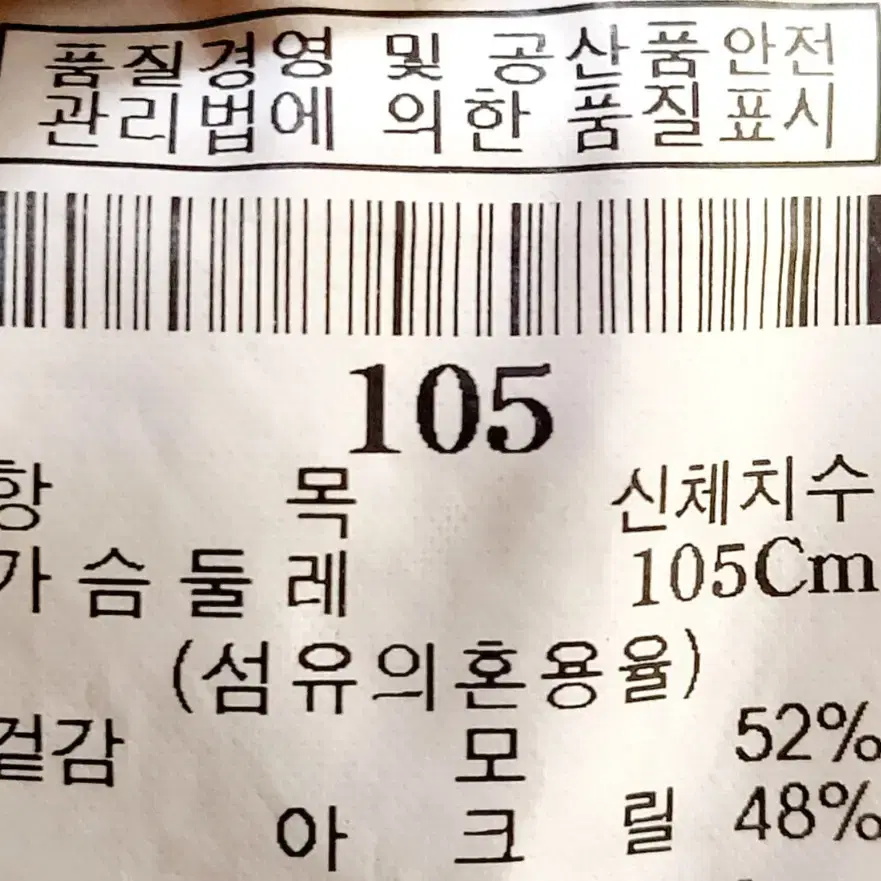 품질경영 및 공산품안전
관리법에 의한 품질표시
105
항 목 신체치수
가슴둘레 105Cm
(섬유의혼용율)
겉감 모 52%
아크릴 48%